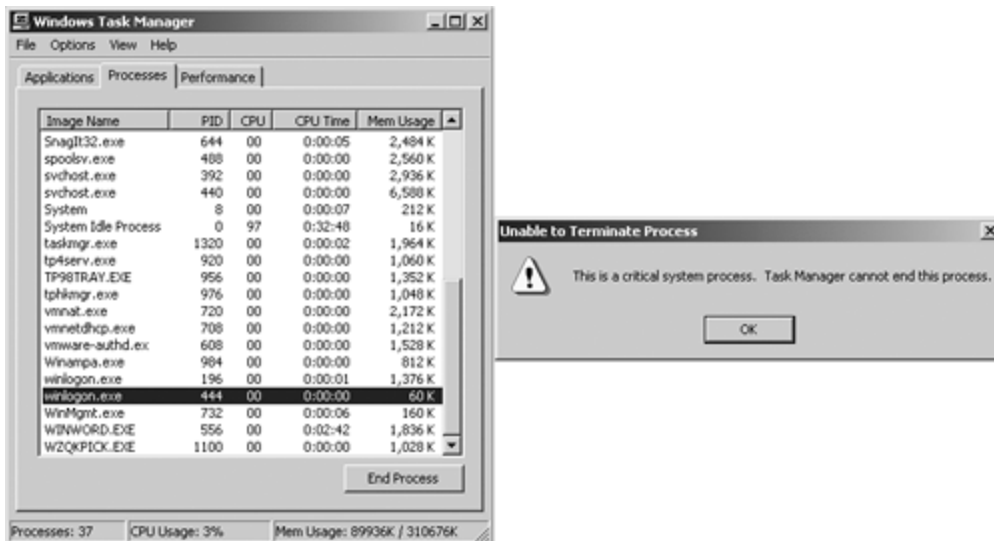 Windows Task Manager
File Options View Help
Applications Processes Performance
Image Name PID CPU CPU Time Mem Usage
SnagIt32.exe 644 00 0:00:05 2,484 K
spoolsv.exe 488 00 0:00:00 2,560 K
svchost.exe 392 00 0:00:00 2,936 K
svchost.exe 440 00 0:00:00 6,588 K
System 8 00 0:00:07 212 K
System Idle Process 0 97 0:32:48 16 K
taskmgr.exe 1320 00 0:00:02 1,964 K
tp4serv.exe 920 00 0:00:00 1,060 K
TP98TRAY.EXE 956 00 0:00:00 1,352 K
tphkmgr.exe 976 00 0:00:00 1,048 K
vmnat.exe 720 00 0:00:00 2,172 K
vmnetdhcp.exe 708 00 0:00:00 1,212 K
vmware-authd.ex 608 00 0:00:00 1,528 K
Winampa.exe 984 00 0:00:00 812 K
winlogon.exe 196 00 0:00:01 1,376 K
winlogon.exe 444 00 0:00:00 60 K
WinMgmt.exe 732 00 0:00:06 160 K
WINWORD.EXE 556 00 0:02:42 1,836 K
WZQKPICK.EXE 1100 00 0:00:00 1,028 K
End Process
Processes: 37 CPU Usage: 3% Mem Usage: 89936K / 310676K
Unable to Terminate Process
This is a critical system process. Task Manager cannot end this process.
OK